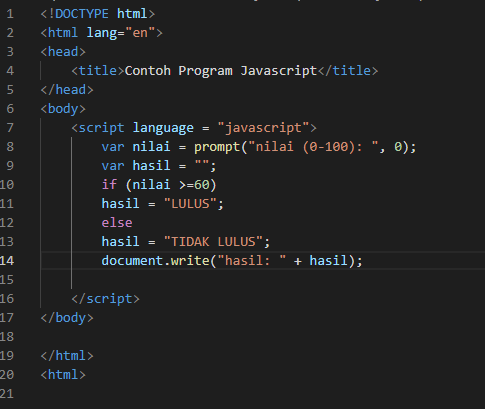 1 <!DOCTYPE html>
2 <html lang="en">
3 <head>
4     <title>Contoh Program Javascript</title>
5 </head>
6 <body>
7     <script language = "javascript">
8         var nilai = prompt("nilai (0-100): ", 0);
9         var hasil = "";
10         if (nilai >=60)
11         hasil = "LULUS";
12         else
13         hasil = "TIDAK LULUS";
14         document.write("hasil: " + hasil);
15
16     </script>
17 </body>
18
19 </html>
20 <html>
21